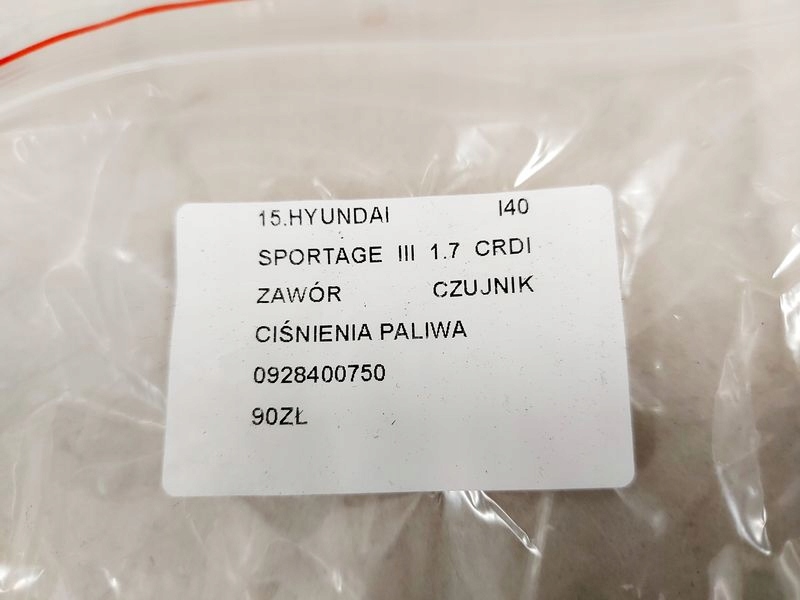 15.HYUNDAI I40
SPORTAGE III 1.7 CRDI
ZAWÓR CZUJNIK
CIŚNIENIA PALIWA
0928400750
90ZŁ